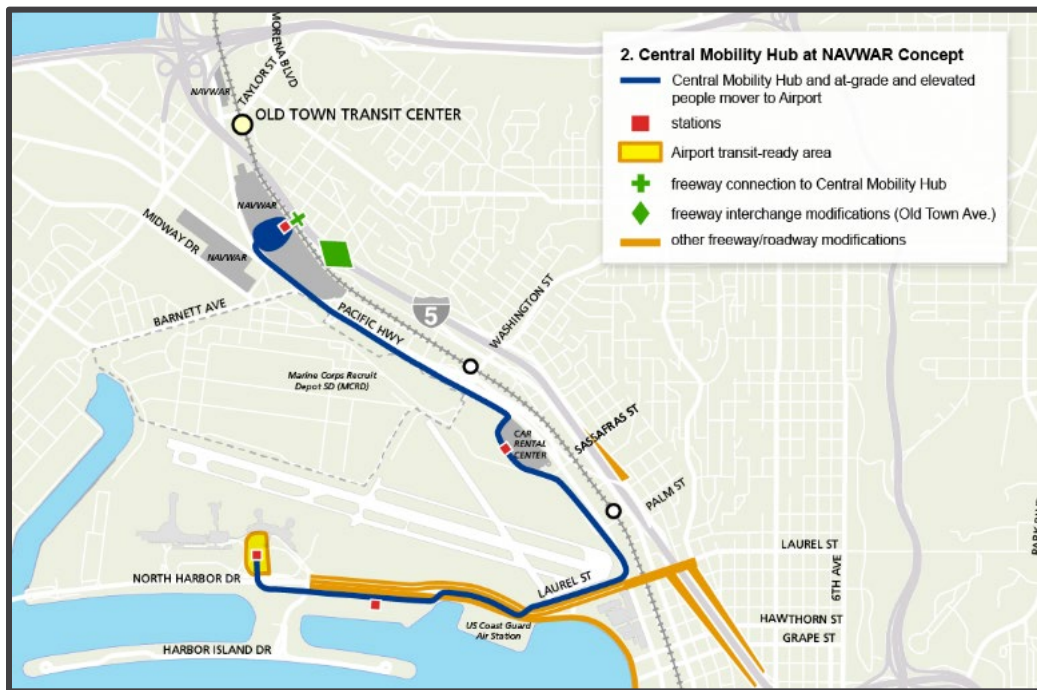 MORENA BLVD
TAYLOR ST
NAVWAR
OLD TOWN TRANSIT CENTER
2. Central Mobility Hub at NAVWAR Concept
Central Mobility Hub and at-grade and elevated
people mover to Airport
stations
Airport transit-ready area
freeway connection to Central Mobility Hub
freeway interchange modifications (Old Town Ave.)
other freeway/roadway modifications
NAVWAR
MIDWAY DR
NAVWAR
BARNETT AVE
PACIFIC HWY
5
WASHINGTON ST
Marine Corps Recruit
Depot SD (MCRD)
CAR
RENTAL
CENTER
SASSAFRAS ST
PALM ST
LAUREL ST
6TH AVE
NORTH HARBOR DR
LAUREL ST
HAWTHORN ST
GRAPE ST
US Coast Guard
Air Station
HARBOR ISLAND DR